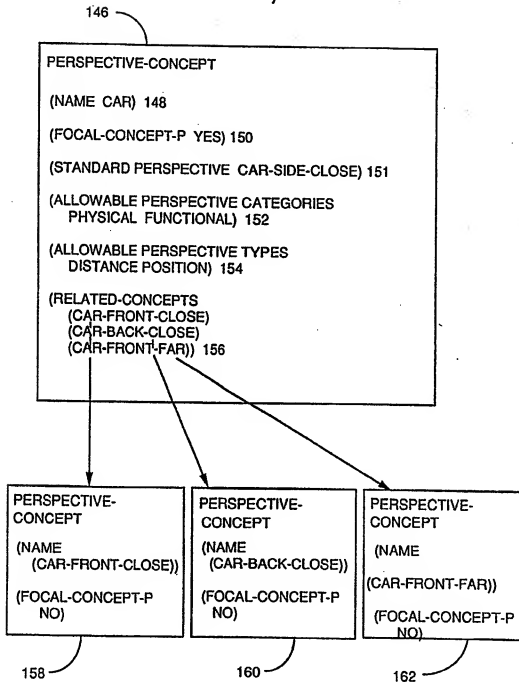 146
PERSPECTIVE-CONCEPT
(NAME CAR) 148
(FOCAL-CONCEPT-P YES) 150
(STANDARD PERSPECTIVE CAR-SIDE-CLOSE) 151
(ALLOWABLE PERSPECTIVE CATEGORIES
PHYSICAL FUNCTIONAL) 152
(ALLOWABLE PERSPECTIVE TYPES
DISTANCE POSITION) 154
(RELATED-CONCEPTS
(CAR-FRONT-CLOSE)
(CAR-BACK-CLOSE)
(CAR-FRONT-FAR)) 156
PERSPECTIVE-
CONCEPT
(NAME
(CAR-FRONT-CLOSE))
(FOCAL-CONCEPT-P
NO)
158
PERSPECTIVE-
CONCEPT
(NAME
(CAR-BACK-CLOSE))
(FOCAL-CONCEPT-P
NO)
160
PERSPECTIVE-
CONCEPT
(NAME
(CAR-FRONT-FAR))
(FOCAL-CONCEPT-P
NO)
162